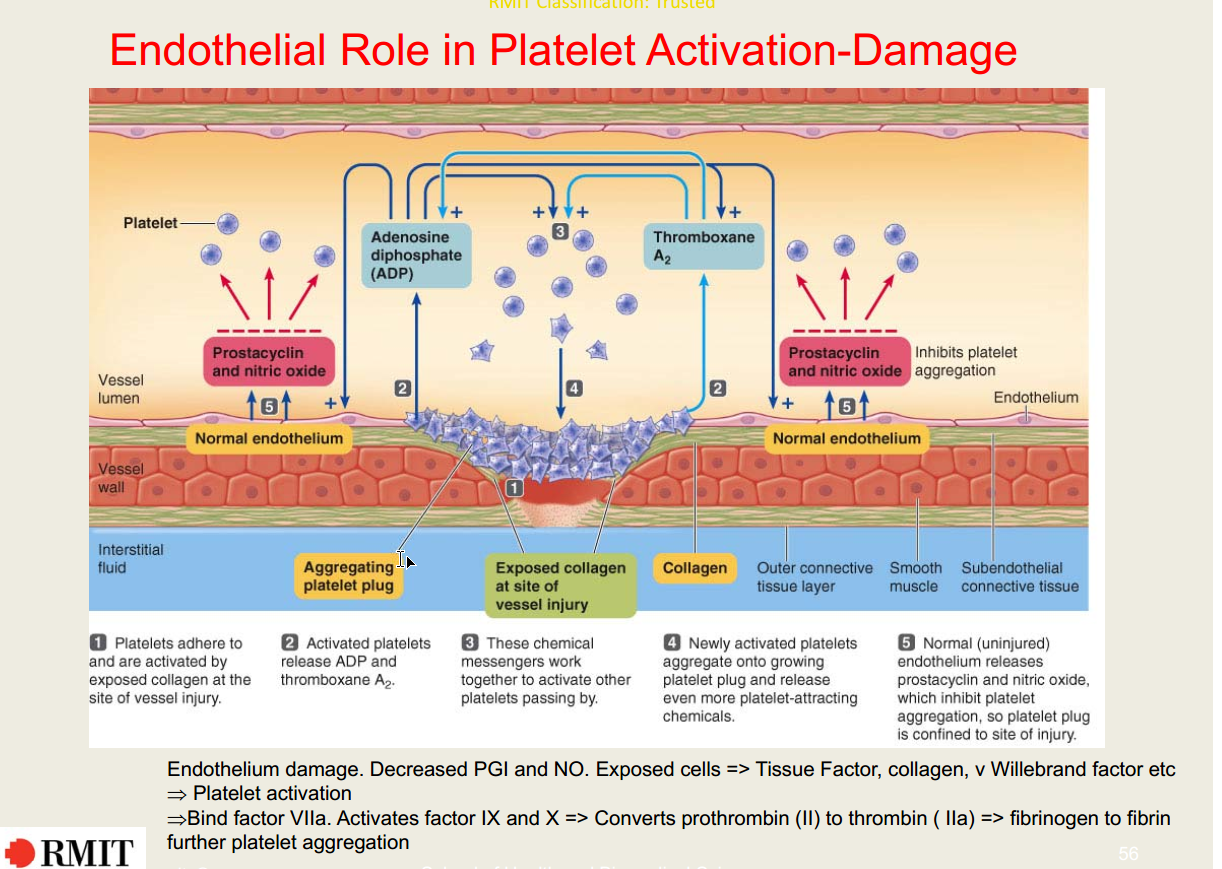 RMIT Classification: Trusted
Endothelial Role in Platelet Activation-Damage
Platelet
Adenosine
diphosphate
(ADP)
+
+
3
+
Thromboxane
A₂
+
Prostacyclin
and nitric oxide
Prostacyclin
and nitric oxide
Inhibits platelet
aggregation
Vessel
lumen
5
+
2
4
2
+
5
Endothelium
Normal endothelium
Normal endothelium
Vessel
wall
1
Interstitial
fluid
Aggregating
platelet plug
Exposed collagen
at site of
vessel injury
Collagen
Outer connective
tissue layer
Smooth
muscle
Subendothelial
connective tissue
1 Platelets adhere to
and are activated by
exposed collagen at the
site of vessel injury.
2 Activated platelets
release ADP and
thromboxane A₂.
3 These chemical
messengers work
together to activate other
platelets passing by.
4 Newly activated platelets
aggregate onto growing
platelet plug and release
even more platelet-attracting
chemicals.
5 Normal (uninjured)
endothelium releases
prostacyclin and nitric oxide,
which inhibit platelet
aggregation, so platelet plug
is confined to site of injury.
Endothelium damage. Decreased PGI and NO. Exposed cells => Tissue Factor, collagen, v Willebrand factor etc
⇒ Platelet activation
⇒Bind factor VIIa. Activates factor IX and X => Converts prothrombin (II) to thrombin ( IIa) => fibrinogen to fibrin
further platelet aggregation
RMIT
56